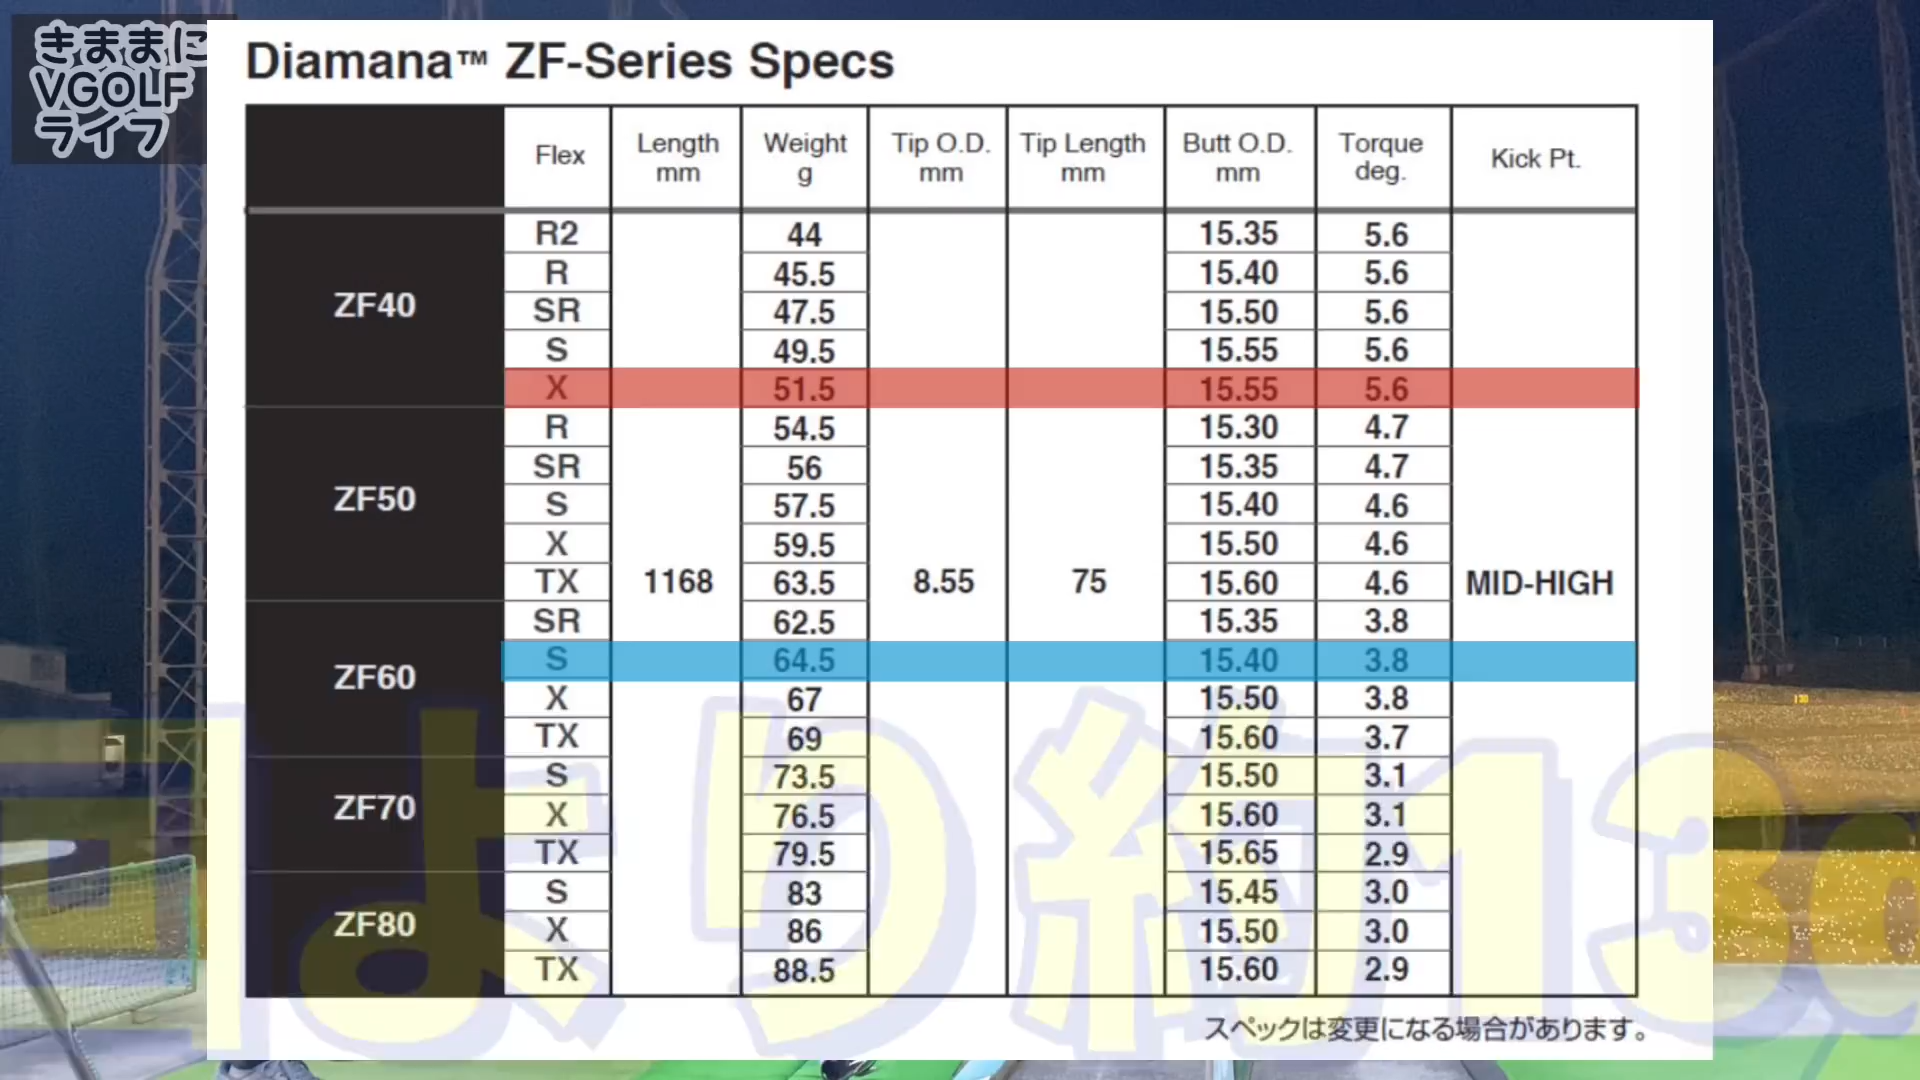 きままに
VGOLF
ライフ
Diamana™ ZF-Series Specs
Flex Length mm Weight g Tip O.D. mm Tip Length mm Butt O.D. mm Torque deg. Kick Pt.
ZF40
R2 44 15.35 5.6
R 45.5 15.40 5.6
SR 47.5 15.50 5.6
S 49.5 15.55 5.6
X 51.5 15.55 5.6
ZF50
R 54.5 15.30 4.7
SR 56 15.35 4.7
S 57.5 15.40 4.6
X 59.5 15.50 4.6
TX 1168 63.5 8.55 75 15.60 4.6 MID-HIGH
ZF60
SR 62.5 15.35 3.8
S 64.5 15.40 3.8
X 67 15.50 3.8
TX 69 15.60 3.7
ZF70
S 73.5 15.50 3.1
X 76.5 15.60 3.1
TX 79.5 15.65 2.9
ZF80
S 83 15.45 3.0
X 86 15.50 3.0
TX 88.5 15.60 2.9
より約13g
スペックは変更になる場合があります。